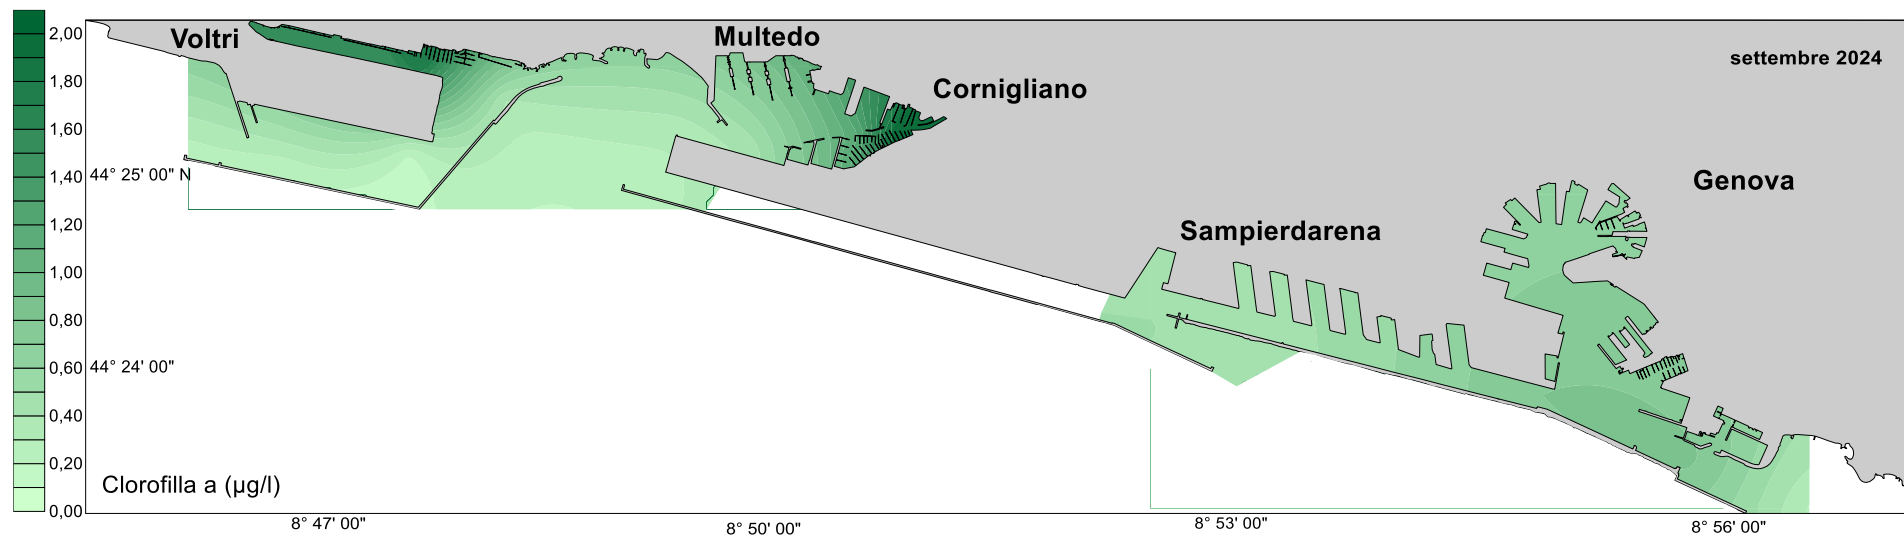 Voltri
Multedo
Cornigliano
settembre 2024
Genova
Sampierdarena
2,00
1,80
1,60
1,40
1,20
1,00
0,80
0,60
0,40
0,20
0,00
44° 25' 00" N
44° 24' 00"
Clorofilla a (µg/l)
8° 47' 00"
8° 50' 00"
8° 53' 00"
8° 56' 00"